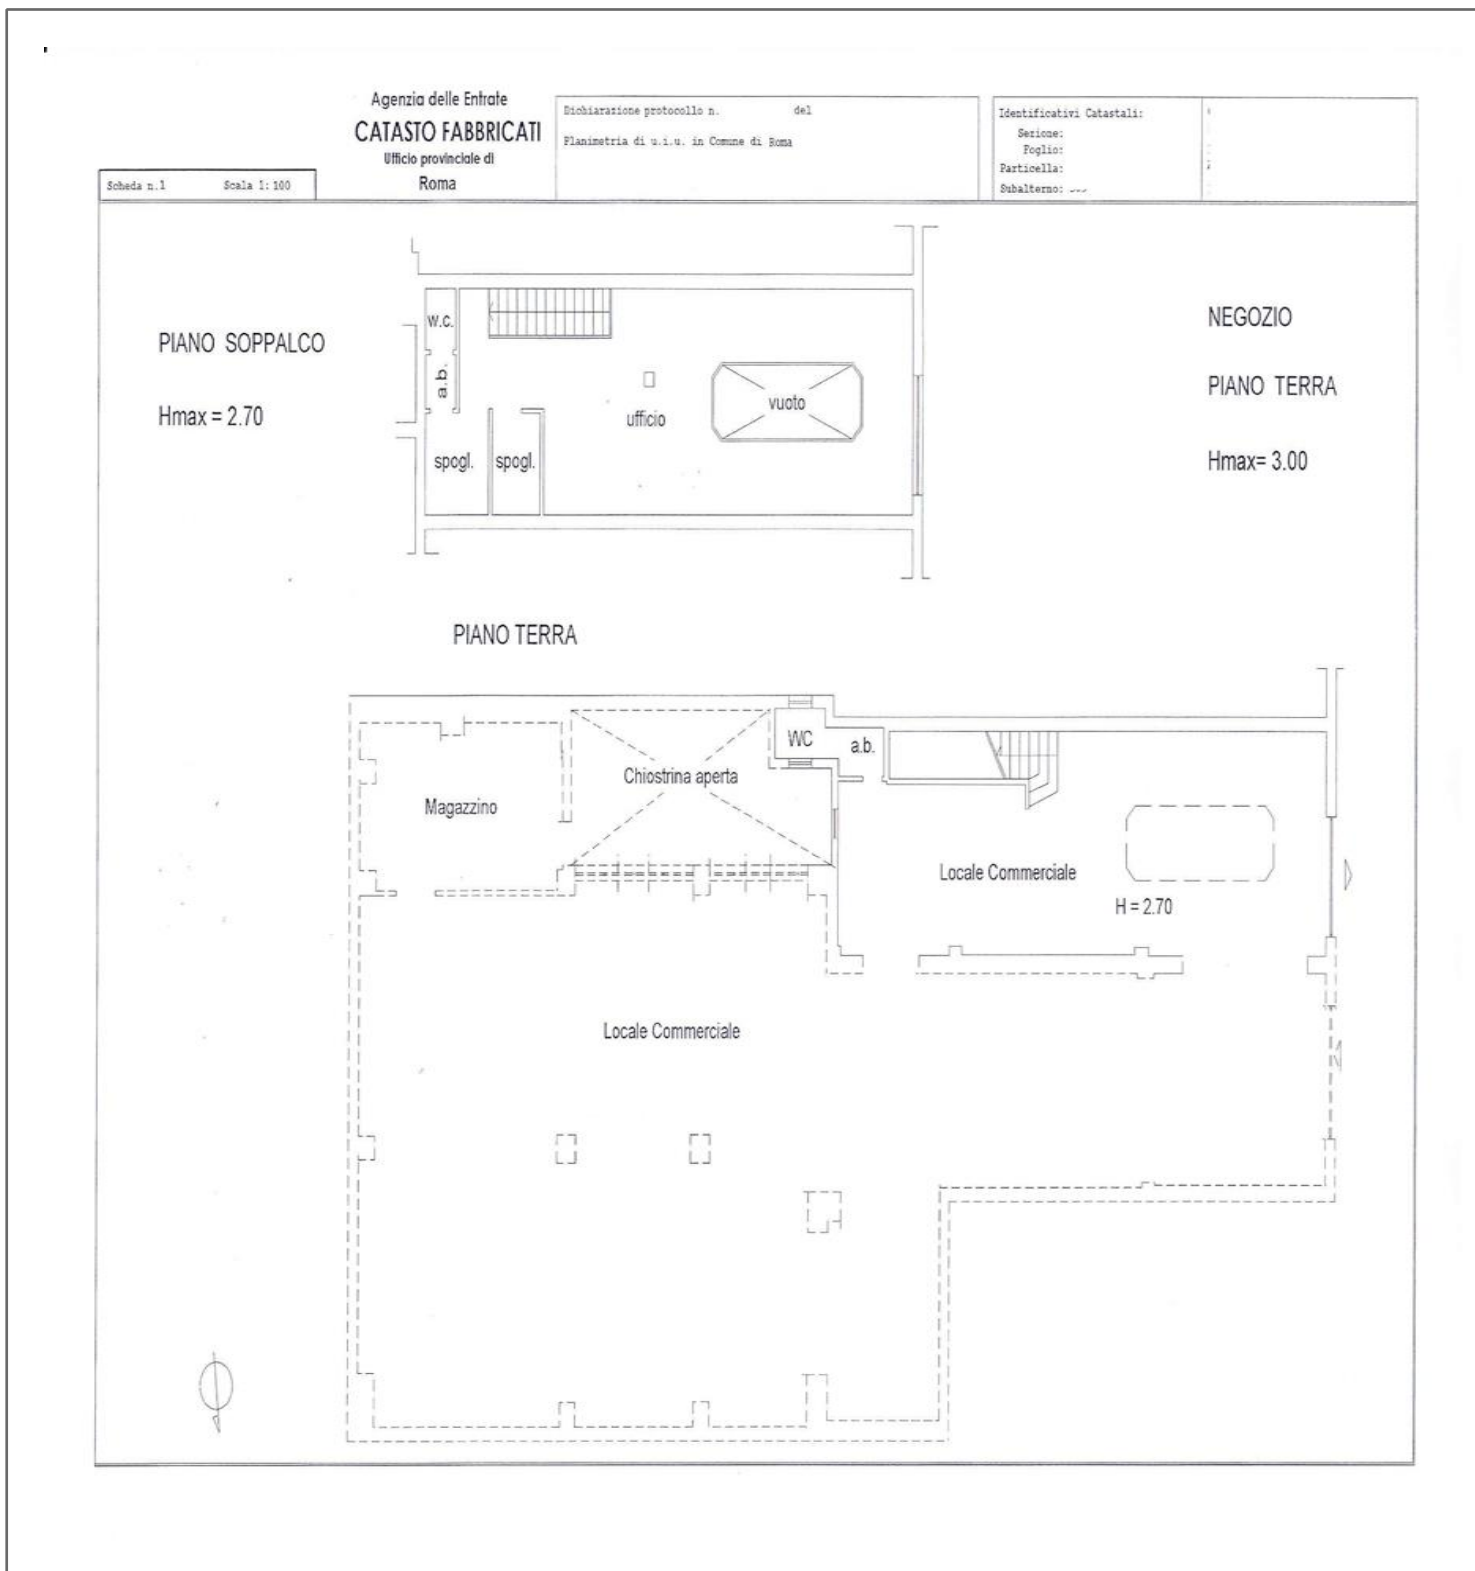 Agenzia delle Entrate
CATASTO FABBRICATI
Ufficio provinciale di
Roma
Scheda n.1 Scala 1:100
Dichiarazione protocollo n. del
Planimetria di u.i.u. in Comune di Roma
Identificativi Catastali:
Sezione:
Foglio:
Particella:
Subalterno:
PIANO SOPPALCO
Hmax = 2.70
w.c.
a.b.
spogl.
spogl.
ufficio
vuoto
NEGOZIO
PIANO TERRA
Hmax= 3.00
PIANO TERRA
WC
a.b.
Chiostrina aperta
Magazzino
Locale Commerciale
H = 2.70
Locale Commerciale